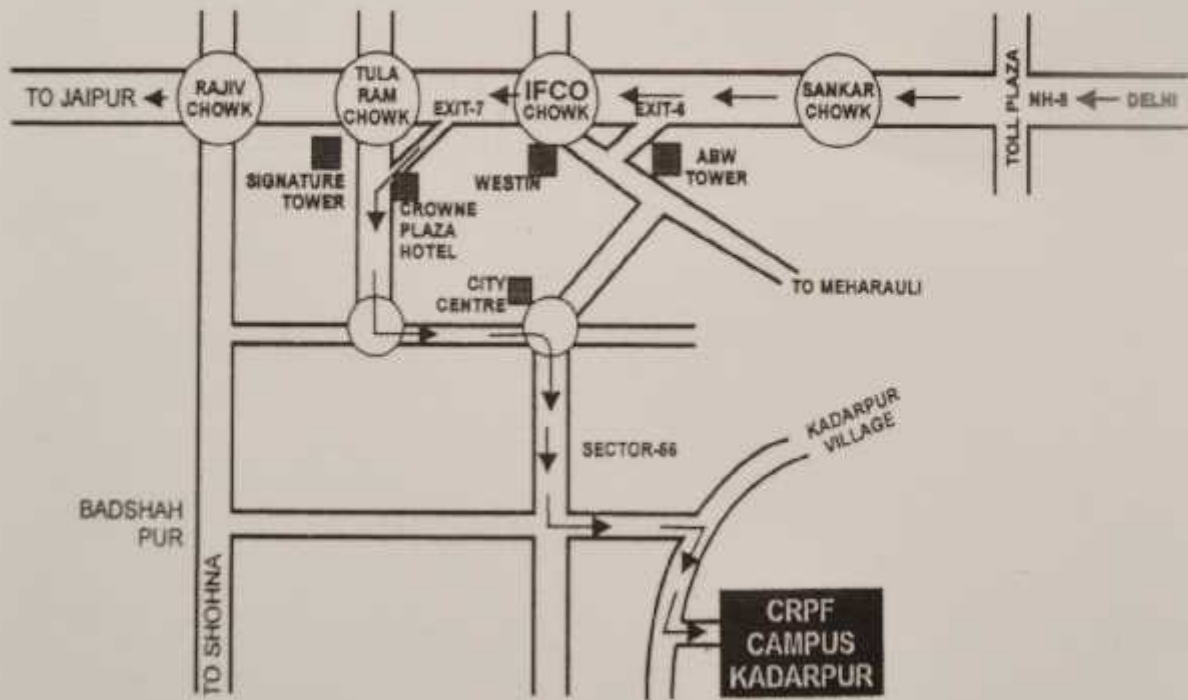 TO JAIPUR
RAJIV
CHOWK
TULA
RAM
CHOWK
EXIT-7
IFCO
CHOWK
EXIT-6
SANKAR
CHOWK
TOLL PLAZA
NH-8
DELHI
SIGNATURE
TOWER
CROWNE
PLAZA
HOTEL
WESTIN
ABW
TOWER
CITY
CENTRE
TO MEHARAULI
KADARPUR
VILLAGE
SECTOR-56
BADSHAH
PUR
TO SHOHNA
CRPF
CAMPUS
KADARPUR